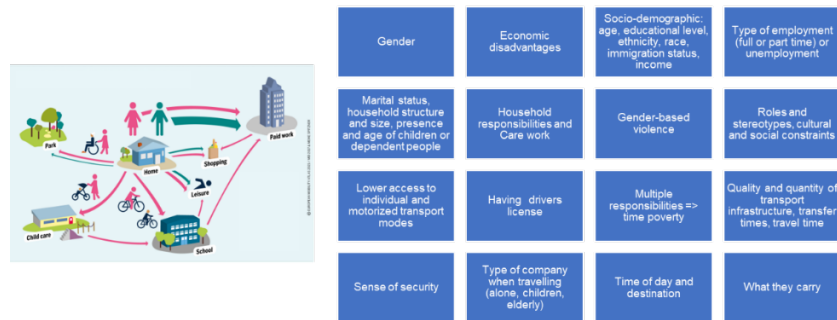 Park
Home
Shopping
Paid work
Leisure
Child care
School
Gender
Economic
disadvantages
Socio-demographic:
age, educational level,
ethnicity, race,
immigration status,
income
Type of employment
(full or part time) or
unemployment
Marital status,
household structure
and size, presence
and age of children or
dependent people
Household
responsibilities and
Care work
Gender-based
violence
Roles and
stereotypes, cultural
and social constraints
Lower access to
individual and
motorized transport
modes
Having drivers
license
Multiple
responsibilities =>
time poverty
Quality and quantity of
transport
infrastructure, transfer
times, travel time
Sense of security
Type of company
when travelling
(alone, children,
elderly)
Time of day and
destination
What they carry